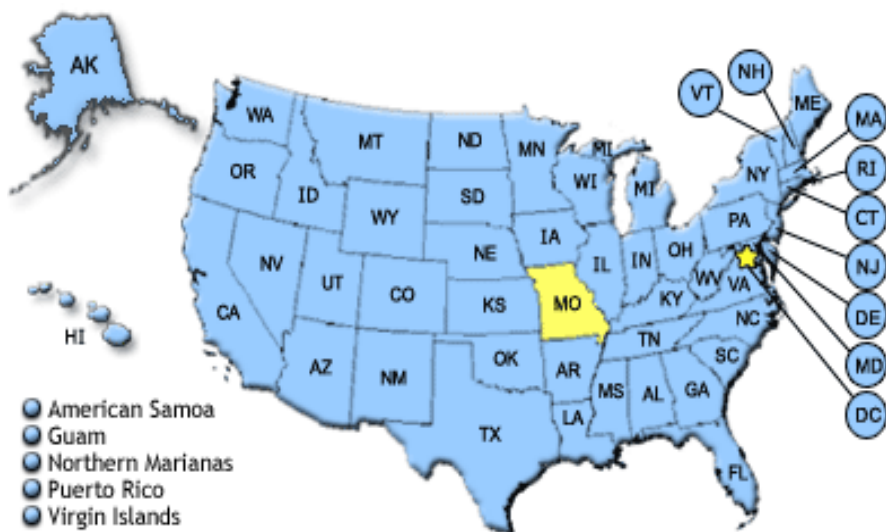 AK
WA
MT
ND
MN
MI
VT
NH
ME
MA
OR
ID
WY
SD
WI
MI
NY
RI
CT
NV
UT
CO
NE
IA
IL
IN
OH
PA
NJ
CA
KS
MO
KY
WV
VA
DE
HI
AZ
NM
OK
AR
TN
NC
SC
MD
DC
TX
LA
MS
AL
GA
FL
American Samoa
Guam
Northern Marianas
Puerto Rico
Virgin Islands